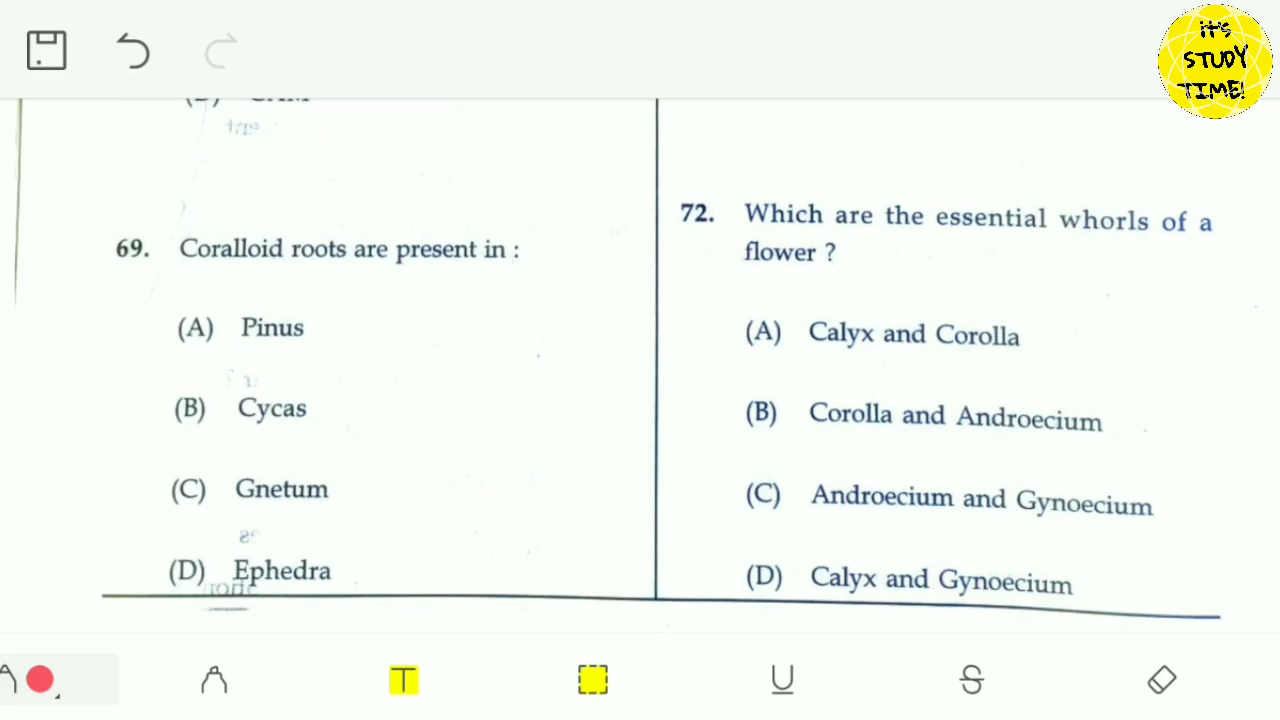 IT'S
STUDY
TIME!
69. Coralloid roots are present in :
(A) Pinus
(B) Cycas
(C) Gnetum
(D) Ephedra
72. Which are the essential whorls of a
flower ?
(A) Calyx and Corolla
(B) Corolla and Androecium
(C) Androecium and Gynoecium
(D) Calyx and Gynoecium
T
U
S